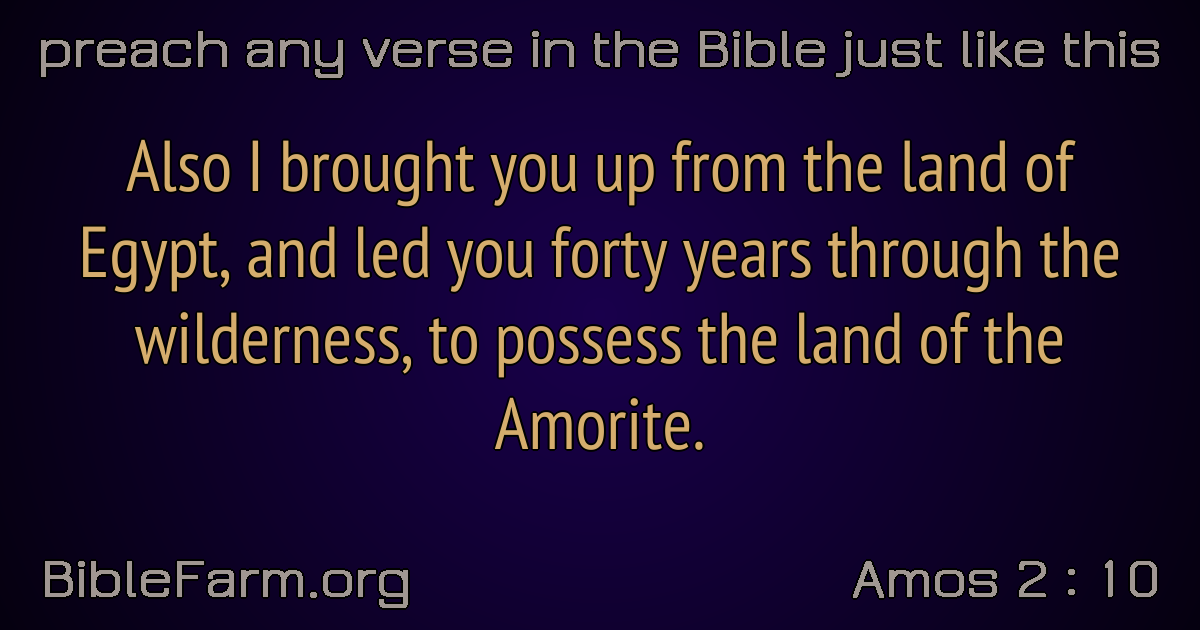 preach any verse in the Bible just like this
Also I brought you up from the land of
Egypt, and led you forty years through the
wilderness, to possess the land of the
Amorite.
BibleFarm.org
Amos 2 : 10